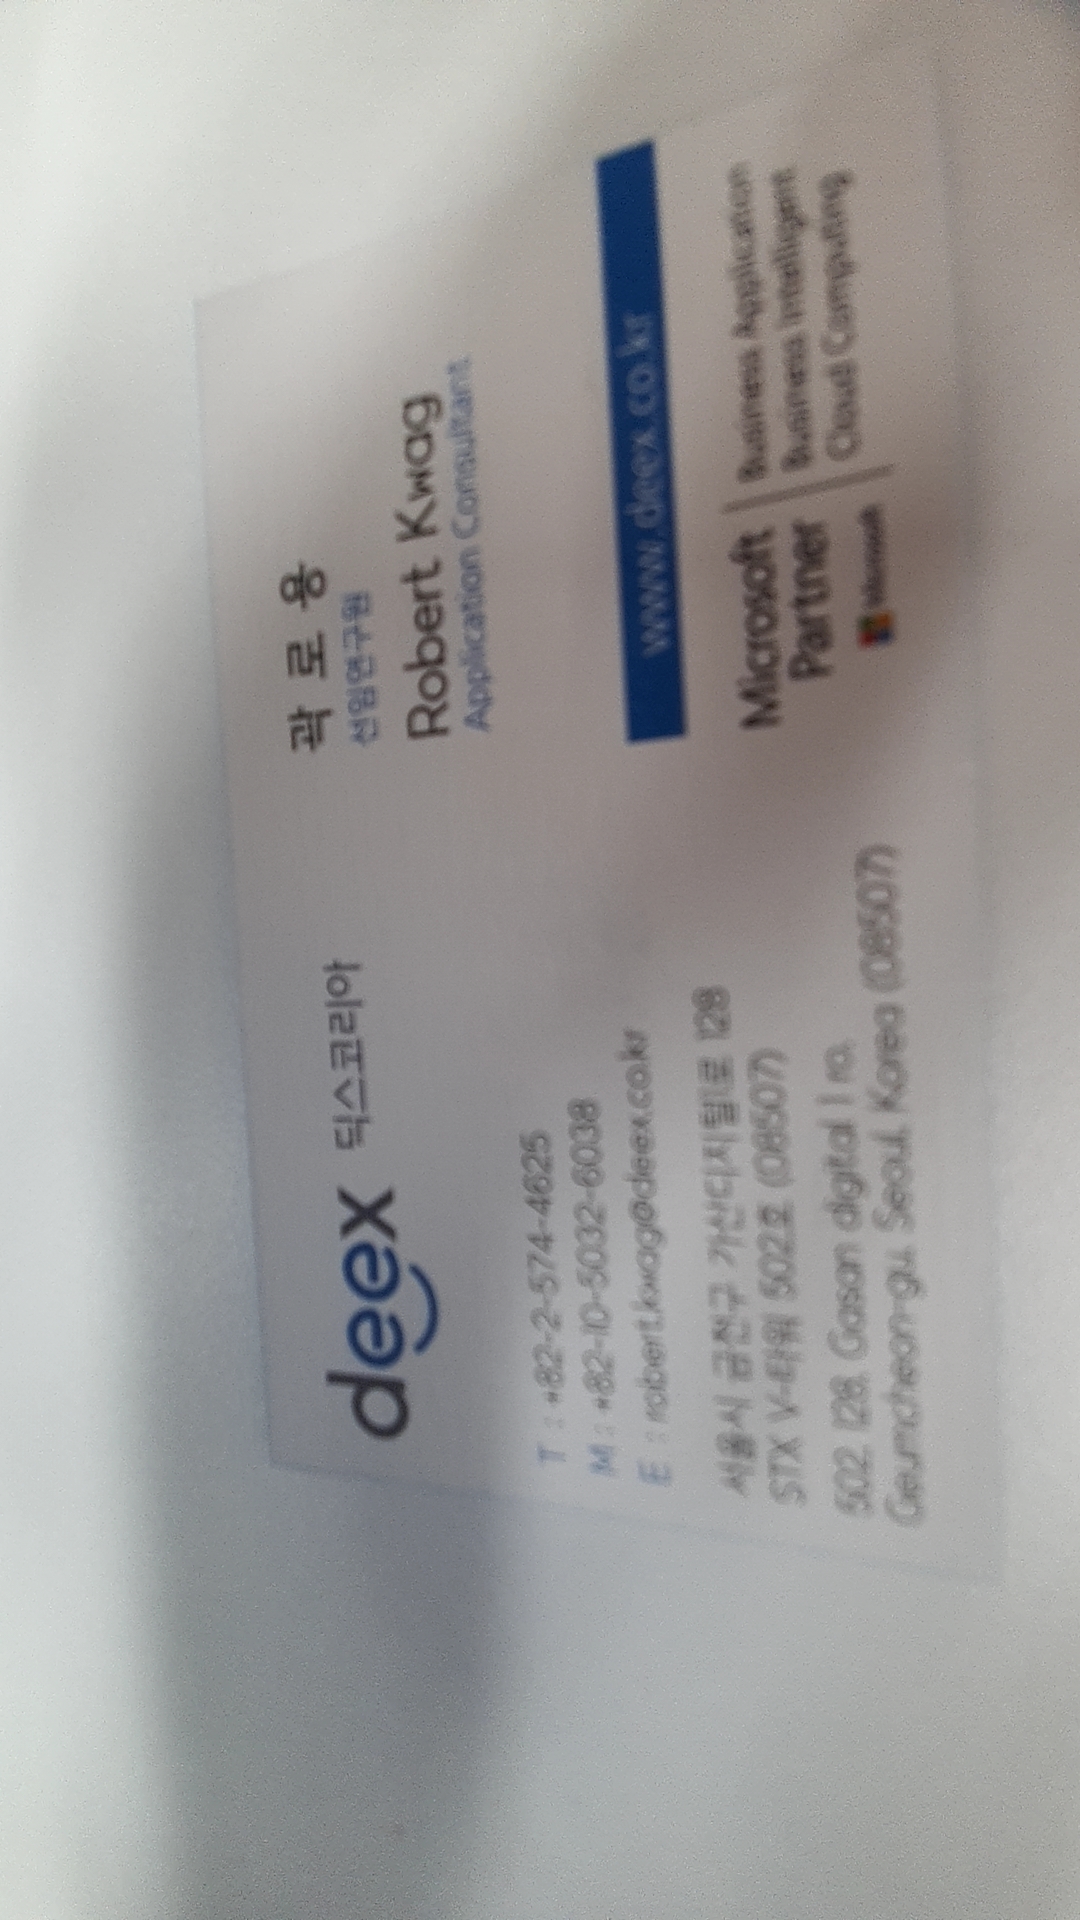 deex 딕스코리아
곽로용
선임연구원
Robert Kwag
Application Consultant
T : +82-2-574-4625
M : +82-10-5032-6038
E : robert.kwag@deex.co.kr
www.deex.co.kr
서울시 금천구 가산디지털1로 128
STX V-타워 502호 (08507)
502, 128, Gasan digital 1 ro,
Geumcheon-gu, Seoul, Korea (08507)
Microsoft
Partner
Microsoft
Business Application
Business Intelligent
Cloud Computing